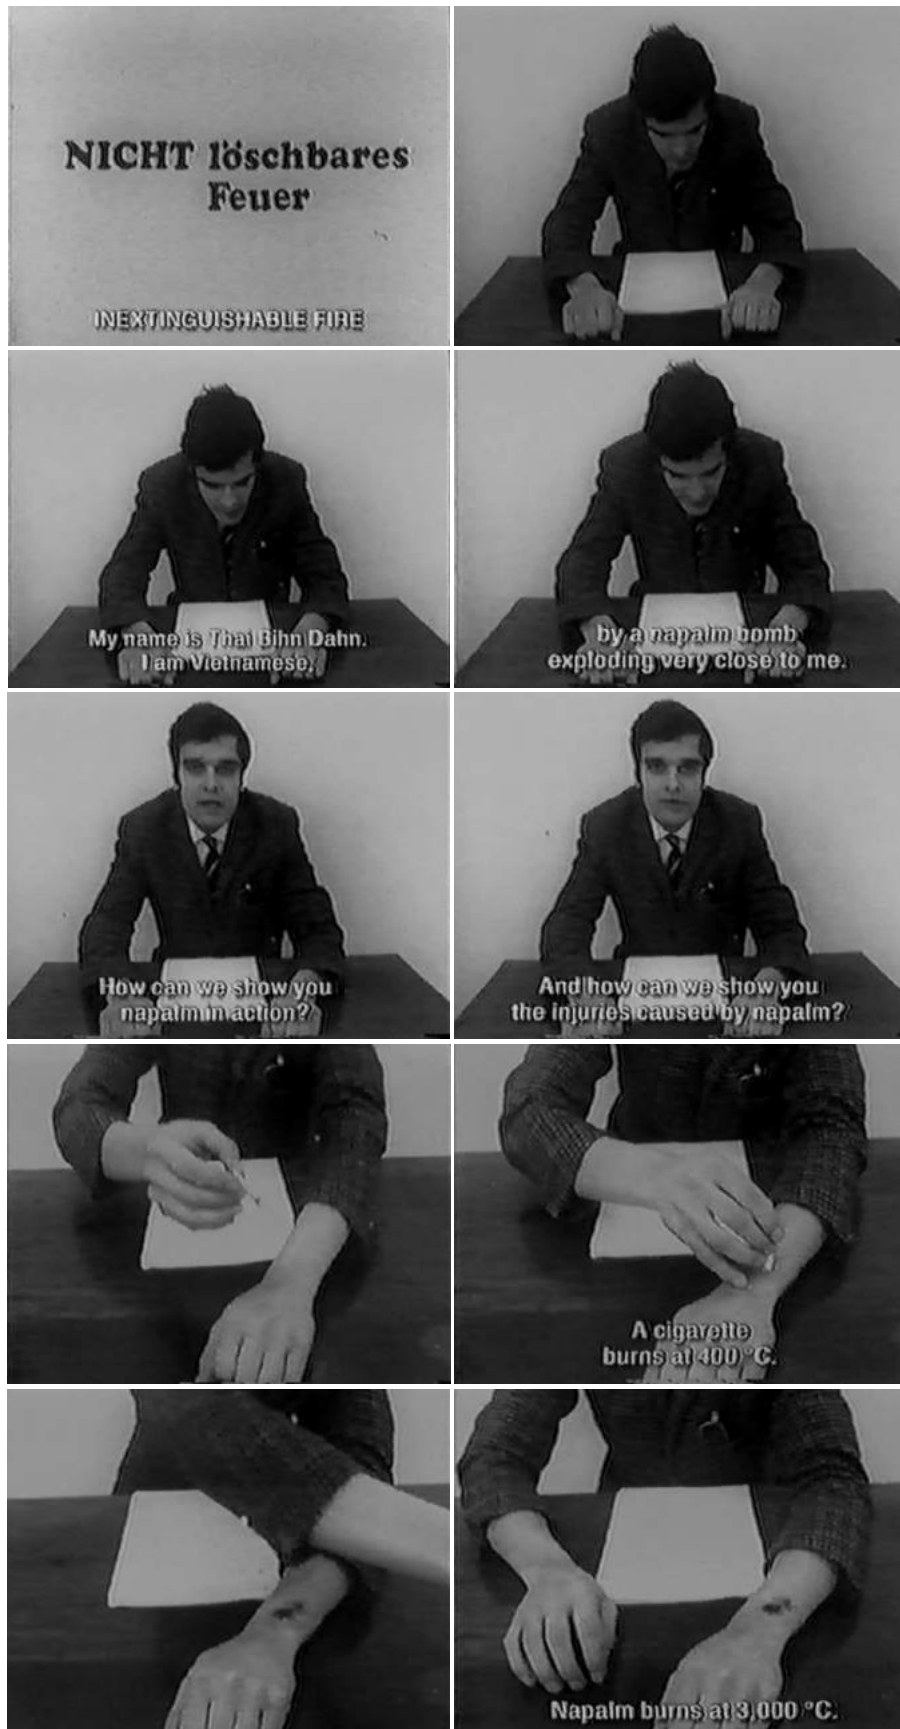 NICHT löschbares
Feuer
INEXTINGUISHABLE FIRE
My name is Thai Bihn Dahn.
I am Vietnamese,
by a napalm bomb
exploding very close to me.
How can we show you
napalm in action?
And how can we show you
the injuries caused by napalm?
A cigarette
burns at 400 °C.
Napalm burns at 3,000 °C.